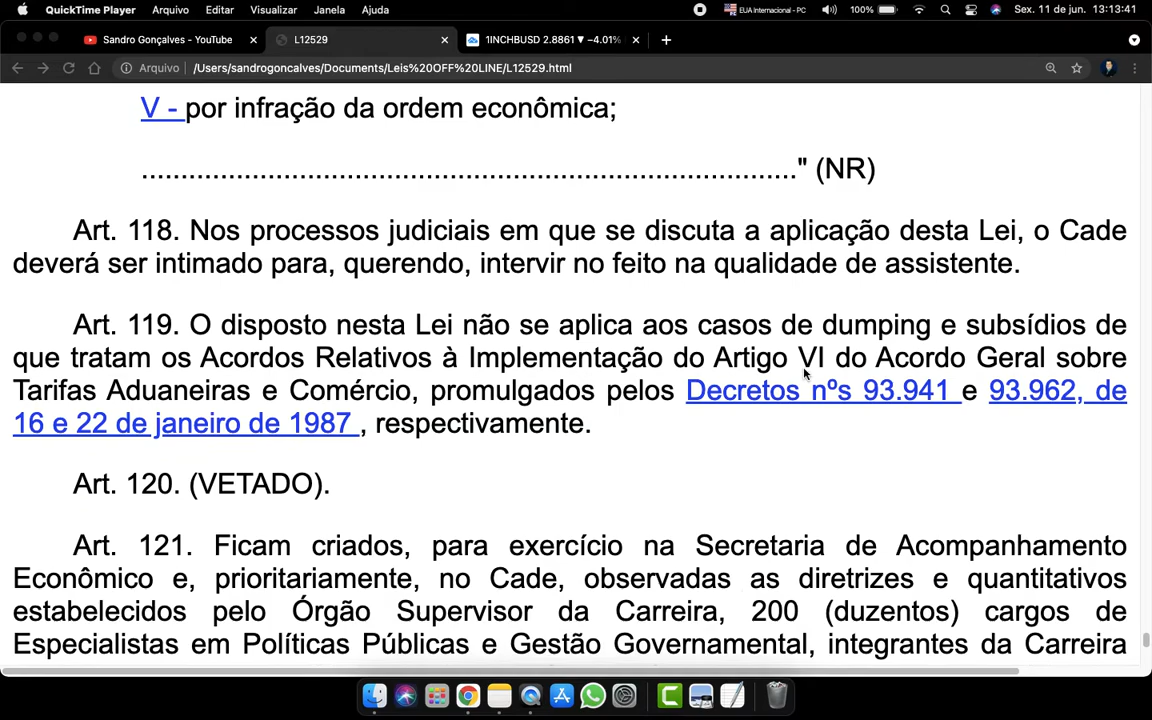 QuickTime Player Arquivo Editar Visualizar Janela Ajuda EUA Internacional - PC 100% Sex. 11 de jun. 13:13:41
Sandro Gonçalves - YouTube L12529 1INCHBUSD 2.8861 ▼ −4.01%
Arquivo /Users/sandrogoncalves/Documents/Leis%20OFF%20LINE/L12529.html
V - por infração da ordem econômica;
...................................................................................." (NR)
Art. 118. Nos processos judiciais em que se discuta a aplicação desta Lei, o Cade
deverá ser intimado para, querendo, intervir no feito na qualidade de assistente.
Art. 119. O disposto nesta Lei não se aplica aos casos de dumping e subsídios de
que tratam os Acordos Relativos à Implementação do Artigo VI do Acordo Geral sobre
Tarifas Aduaneiras e Comércio, promulgados pelos Decretos nºs 93.941 e 93.962, de
16 e 22 de janeiro de 1987 , respectivamente.
Art. 120. (VETADO).
Art. 121. Ficam criados, para exercício na Secretaria de Acompanhamento
Econômico e, prioritariamente, no Cade, observadas as diretrizes e quantitativos
estabelecidos pelo Órgão Supervisor da Carreira, 200 (duzentos) cargos de
Especialistas em Políticas Públicas e Gestão Governamental, integrantes da Carreira